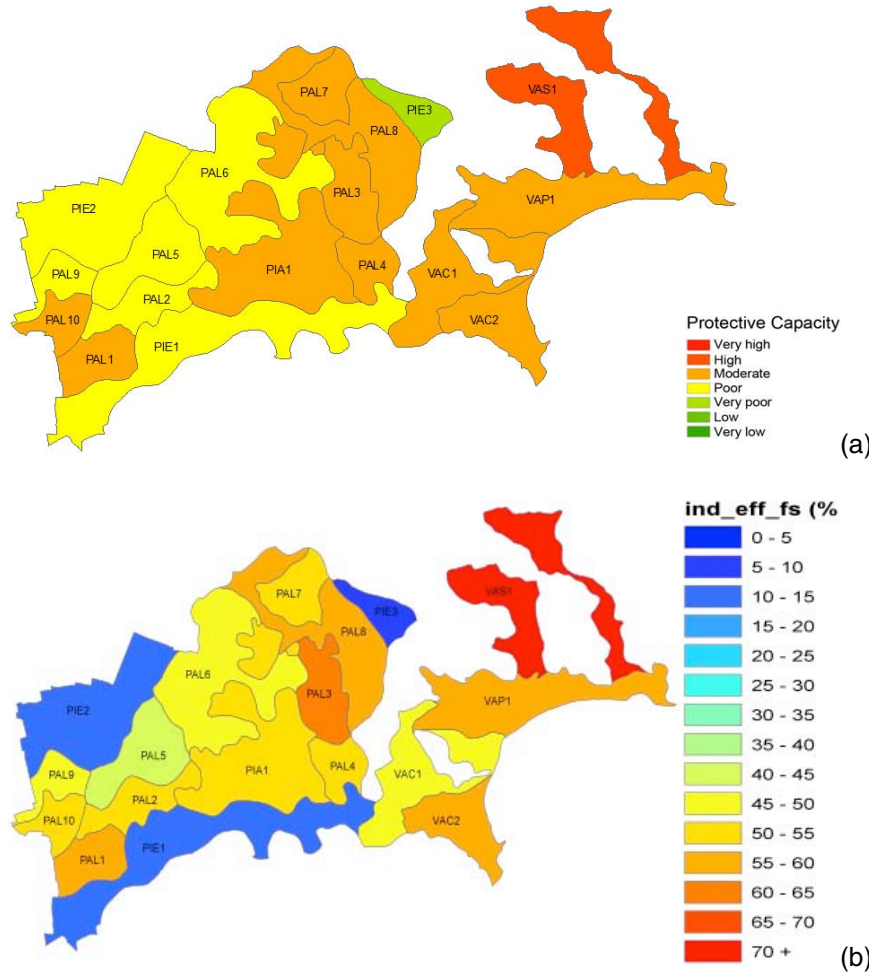 PAL7
PIE3
VAS1
PAL8
PAL6
PAL3
VAP1
PIE2
PAL5
PAL9
PIA1
PAL4
VAC1
PAL2
PAL10
VAC2
PIE1
PAL1
Protective Capacity
Very high
High
Moderate
Poor
Very poor
Low
Very low
(a)
ind_eff_fs (%
0 - 5
5 - 10
10 - 15
15 - 20
20 - 25
25 - 30
30 - 35
35 - 40
40 - 45
45 - 50
50 - 55
55 - 60
60 - 65
65 - 70
70 +
PAL7
VAS1
PIE3
PAL8
PAL6
PAL3
VAP1
PIE2
PAL5
PIA1
PAL4
VAC1
PAL9
PAL2
PAL10
VAC2
PIE1
PAL1
(b)